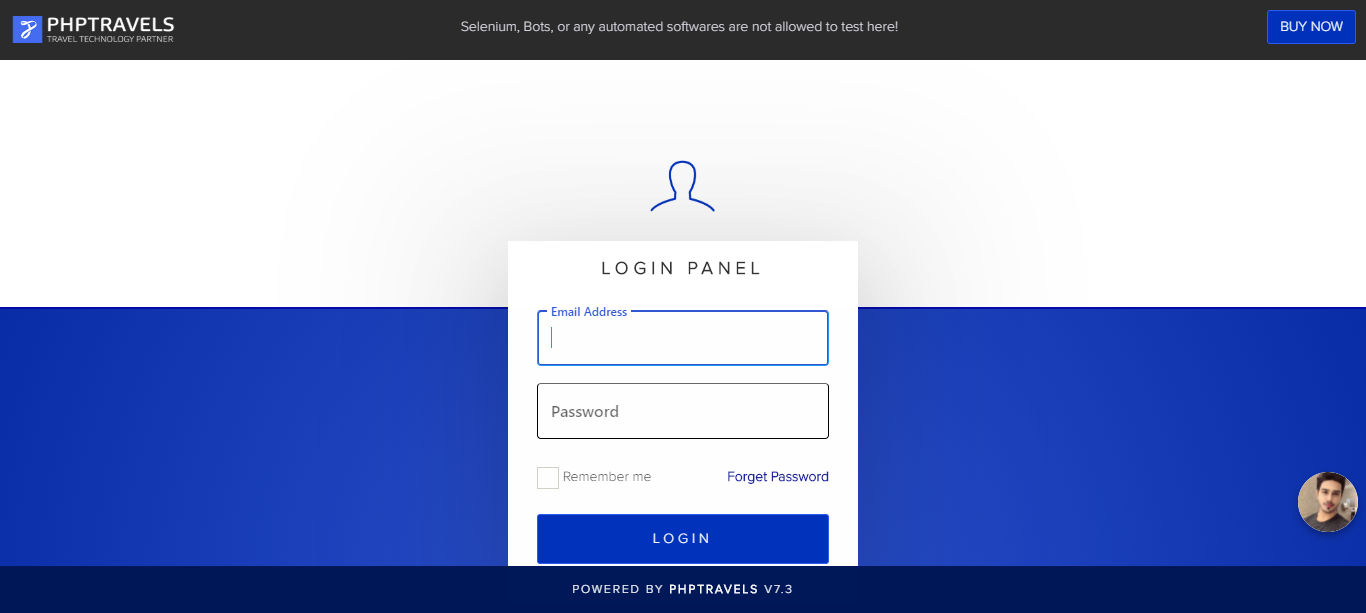 PHPTRAVELS
TRAVEL TECHNOLOGY PARTNER
Selenium, Bots, or any automated softwares are not allowed to test here!
BUY NOW
LOGIN PANEL
Email Address
Password
Remember me
Forget Password
LOGIN
POWERED BY PHPTRAVELS V7.3